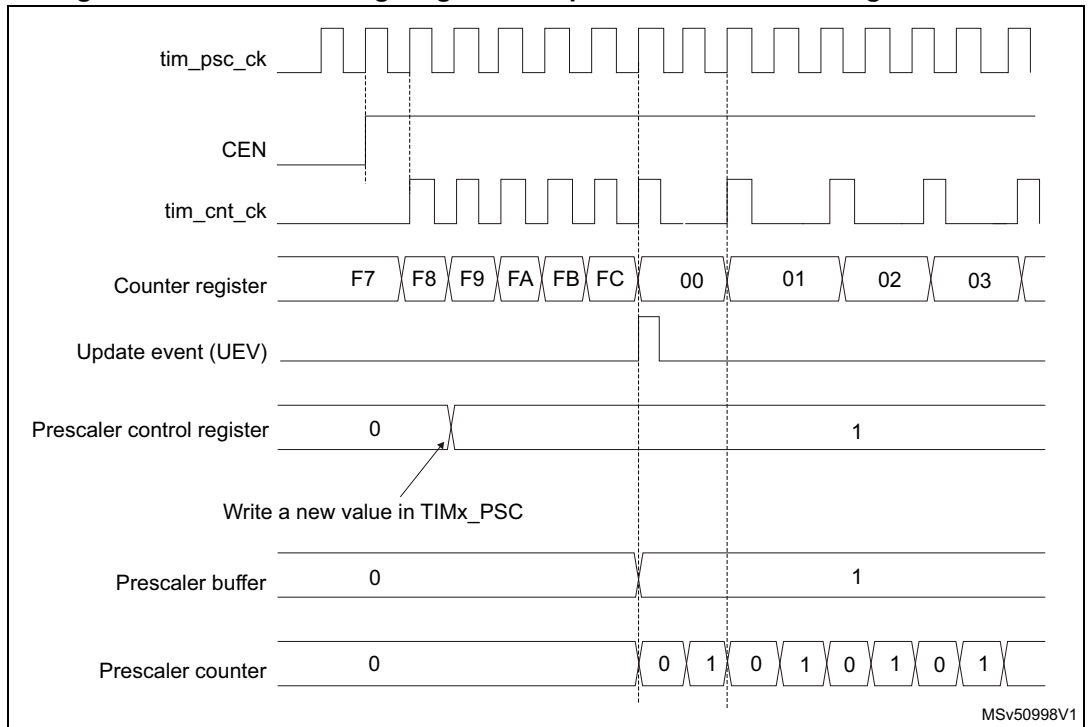 tim_psc_ck
CEN
tim_cnt_ck
Counter register F7 F8 F9 FA FB FC 00 01 02 03
Update event (UEV)
Prescaler control register 0 1
Write a new value in TIMx_PSC
Prescaler buffer 0 1
Prescaler counter 0 0 1 0 1 0 1 0 1
MSv50998V1